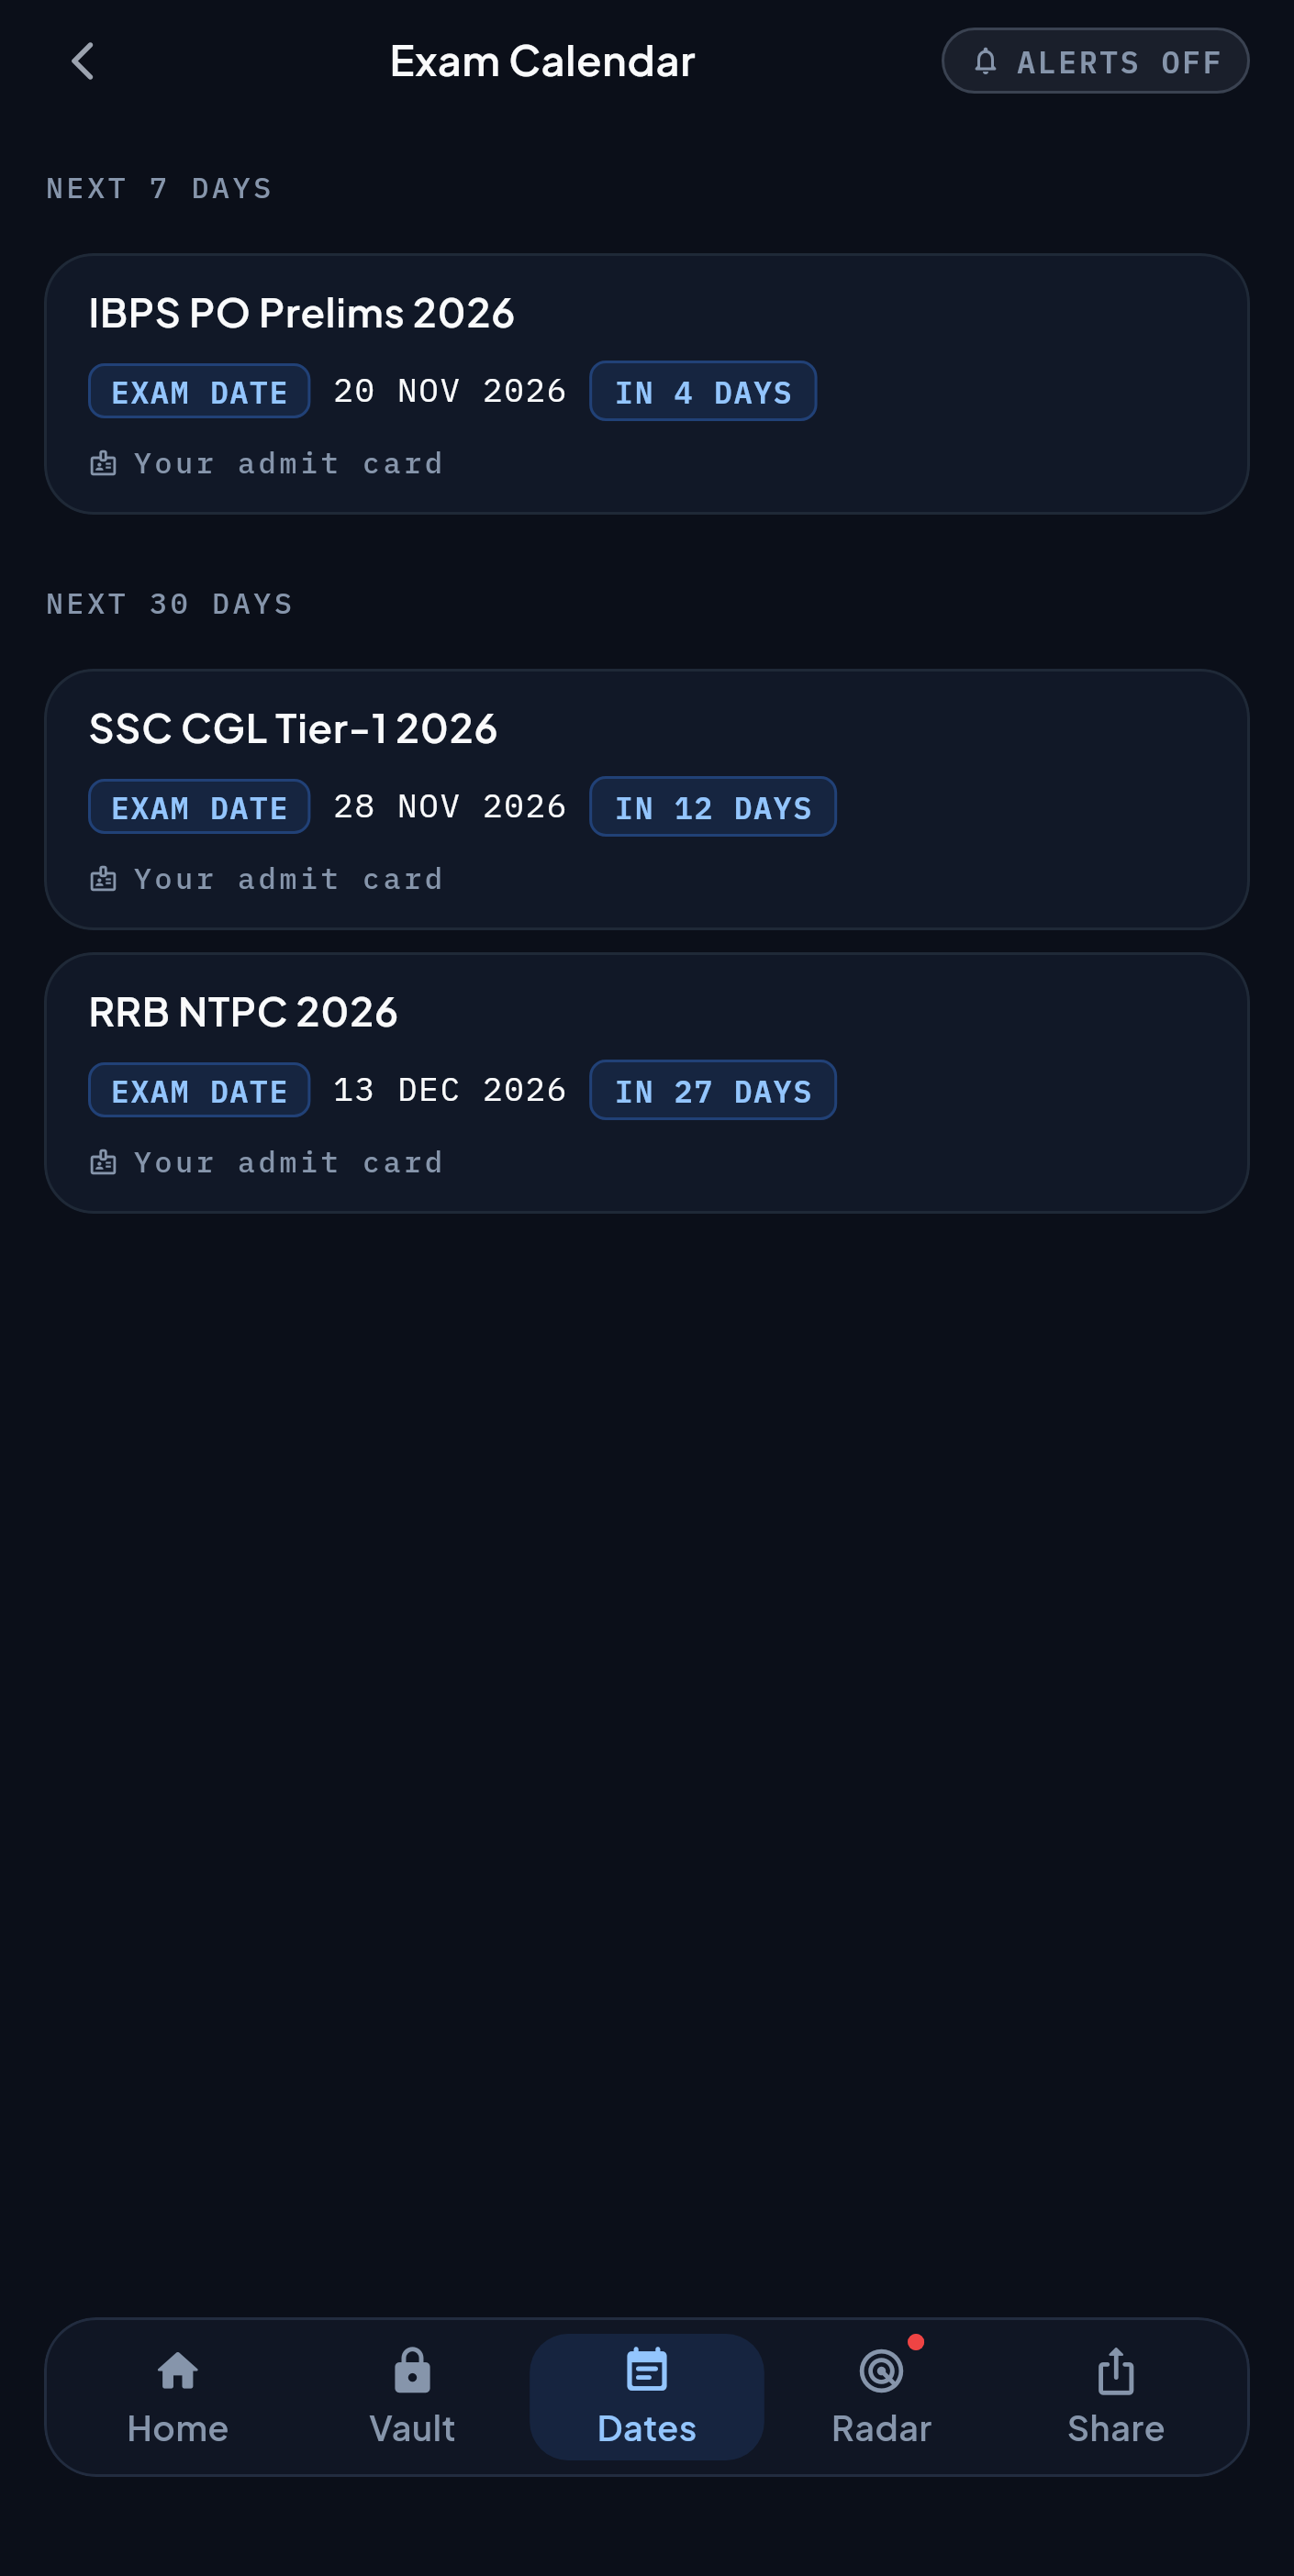 Exam Calendar
ALERTS OFF
NEXT 7 DAYS
IBPS PO Prelims 2026
EXAM DATE 20 NOV 2026 IN 4 DAYS
Your admit card
NEXT 30 DAYS
SSC CGL Tier-1 2026
EXAM DATE 28 NOV 2026 IN 12 DAYS
Your admit card
RRB NTPC 2026
EXAM DATE 13 DEC 2026 IN 27 DAYS
Your admit card
Home Vault Dates Radar Share